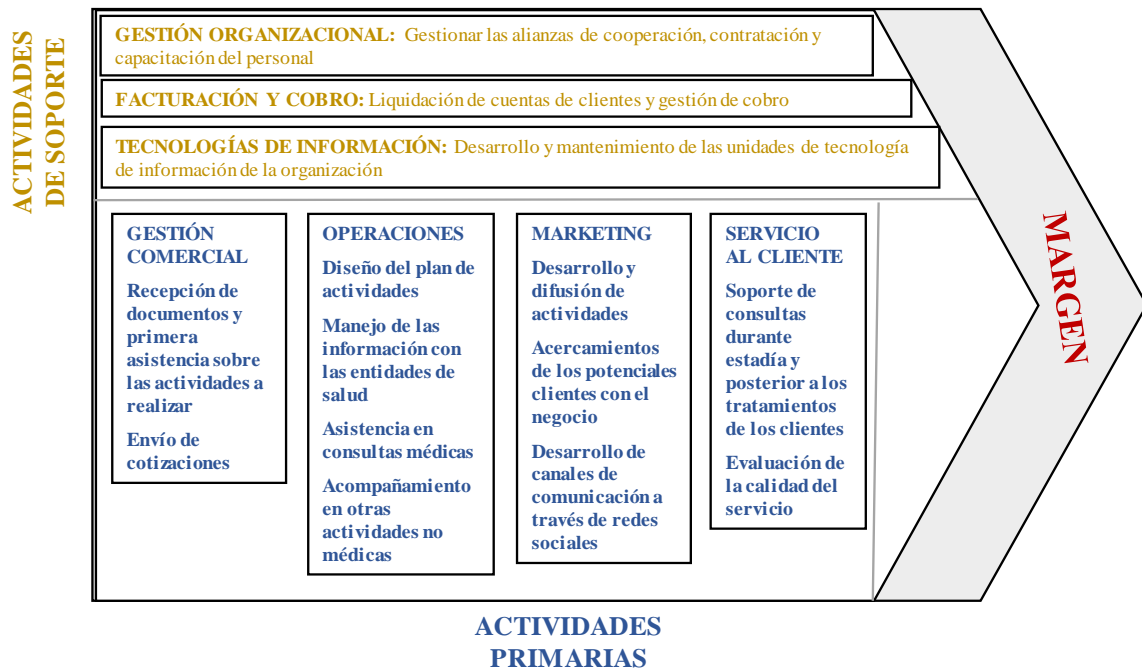 ACTIVIDADES
DE SOPORTE
GESTIÓN ORGANIZACIONAL: Gestionar las alianzas de cooperación, contratación y
capacitación del personal
FACTURACIÓN Y COBRO: Liquidación de cuentas de clientes y gestión de cobro
TECNOLOGÍAS DE INFORMACIÓN: Desarrollo y mantenimiento de las unidades de tecnología
de información de la organización
GESTIÓN
COMERCIAL
Recepción de
documentos y
primera
asistencia sobre
las actividades a
realizar
Envío de
cotizaciones
OPERACIONES
Diseño del plan de
actividades
Manejo de las
información con
las entidades de
salud
Asistencia en
consultas médicas
Acompañamiento
en otras
actividades no
médicas
MARKETING
Desarrollo y
difusión de
actividades
Acercamientos
de los potenciales
clientes con el
negocio
Desarrollo de
canales de
comunicación a
través de redes
sociales
SERVICIO
AL CLIENTE
Soporte de
consultas
durante
estadía y
posterior a los
tratamientos
de los clientes
Evaluación de
la calidad del
servicio
MARGEN
ACTIVIDADES
PRIMARIAS